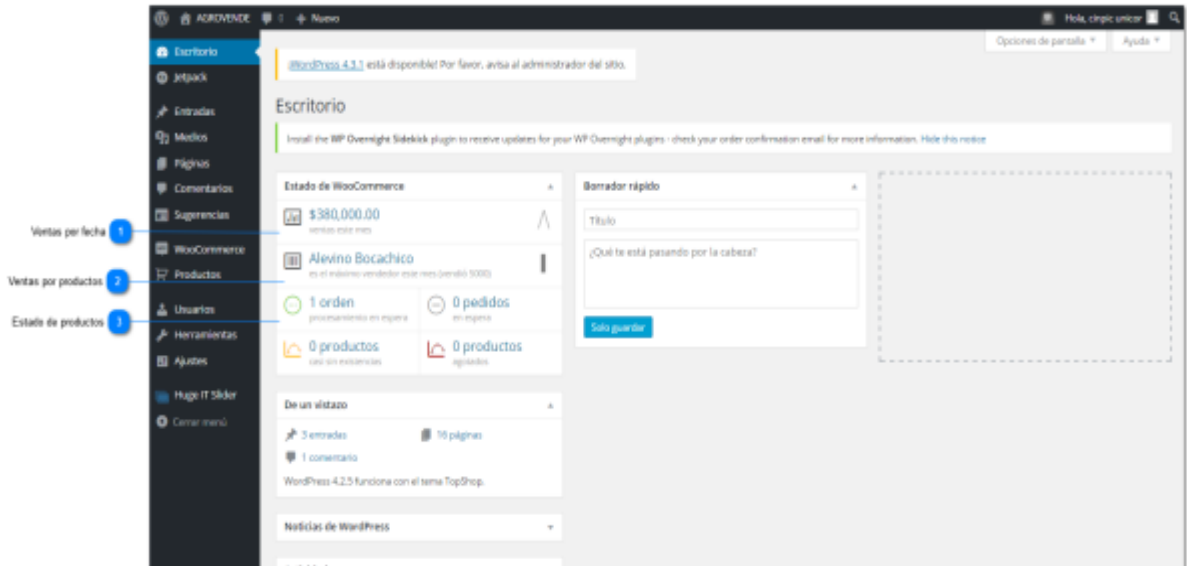 AGROVENDE
Nuevo
Hola, cinpic unicor
Opciones de pantalla
Ayuda
Escritorio
Jetpack
Entradas
Medios
Páginas
Comentarios
Sugerencias
WooCommerce
Productos
Usuarios
Herramientas
Ajustes
Huge IT Slider
Cerrar menú
Ventas per fecha 1
Ventas por productos 2
Estado de productos 3
¡WordPress 4.3.1 está disponible! Por favor, avisa al administrador del sitio.
Escritorio
Install the WP Overnight Sidekick plugin to receive updates for your WP Overnight plugins - check your order confirmation email for more information. Hide this notice
Estado de WooCommerce
$380,000.00
ventas este mes
Alevino Bocachico
es el máximo vendedor este mes (vendió 5000)
1 orden
procesamiento en espera
0 pedidos
en espera
0 productos
casi sin existencias
0 productos
agotados
De un vistazo
3 entradas
16 páginas
1 comentario
WordPress 4.2.5 funciona con el tema TopShop.
Noticias de WordPress
Borrador rápido
Título
¿Qué te está pasando por la cabeza?
Solo guardar